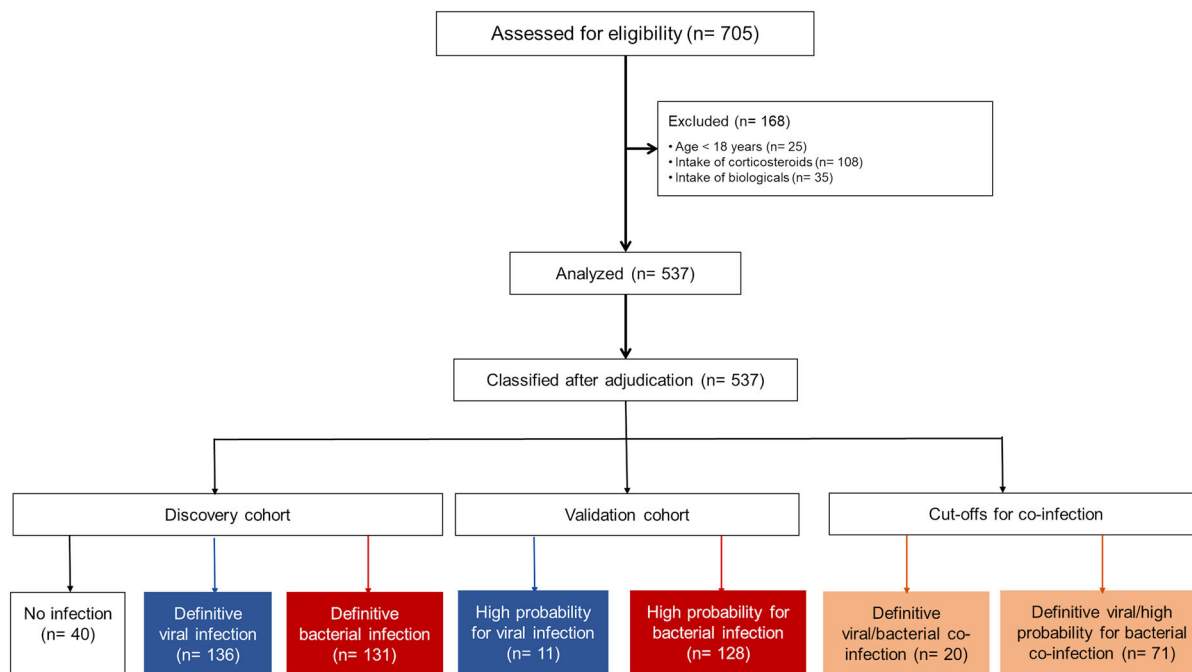 Assessed for eligibility (n= 705)
Excluded (n= 168)
• Age < 18 years (n= 25)
• Intake of corticosteroids (n= 108)
• Intake of biologicals (n= 35)
Analyzed (n= 537)
Classified after adjudication (n= 537)
Discovery cohort
Validation cohort
Cut-offs for co-infection
No infection
(n= 40)
Definitive
viral infection
(n= 136)
Definitive
bacterial infection
(n= 131)
High probability
for viral infection
(n= 11)
High probability for
bacterial infection
(n= 128)
Definitive
viral/bacterial co-
infection (n= 20)
Definitive viral/high
probability for bacterial
co-infection (n= 71)